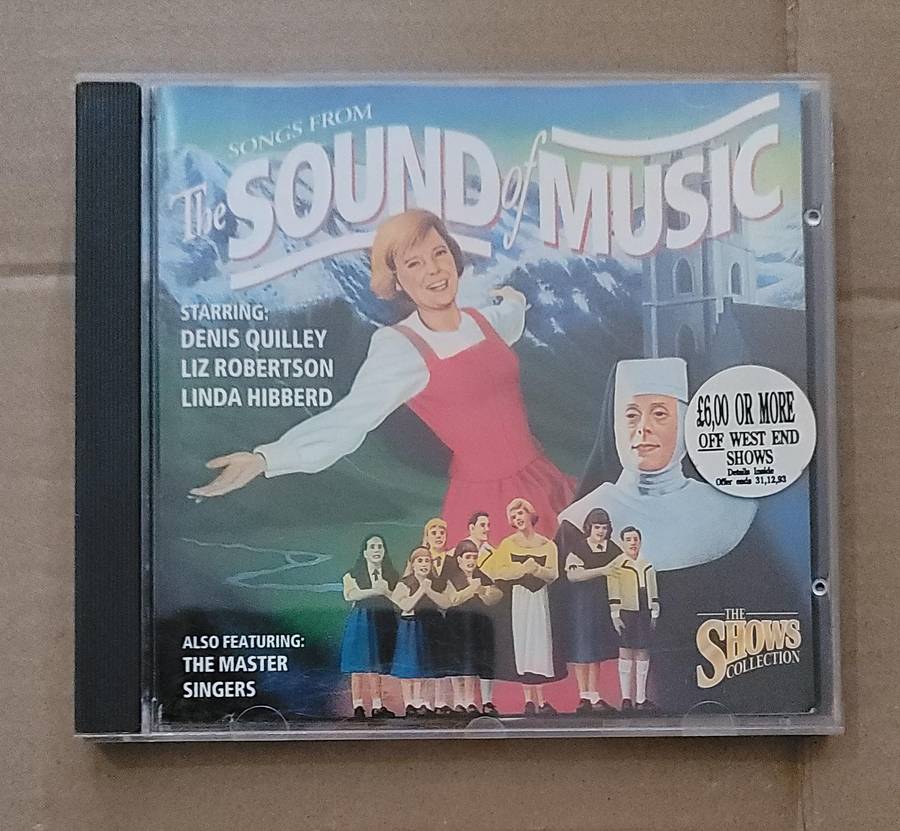 SONGS FROM
The SOUND of MUSIC
STARRING:
DENIS QUILLEY
LIZ ROBERTSON
LINDA HIBBERD
£6,00 OR MORE
OFF WEST END
SHOWS
Details Inside
Offer ends 31,12,93
ALSO FEATURING:
THE MASTER
SINGERS
THE
SHOWS
COLLECTION